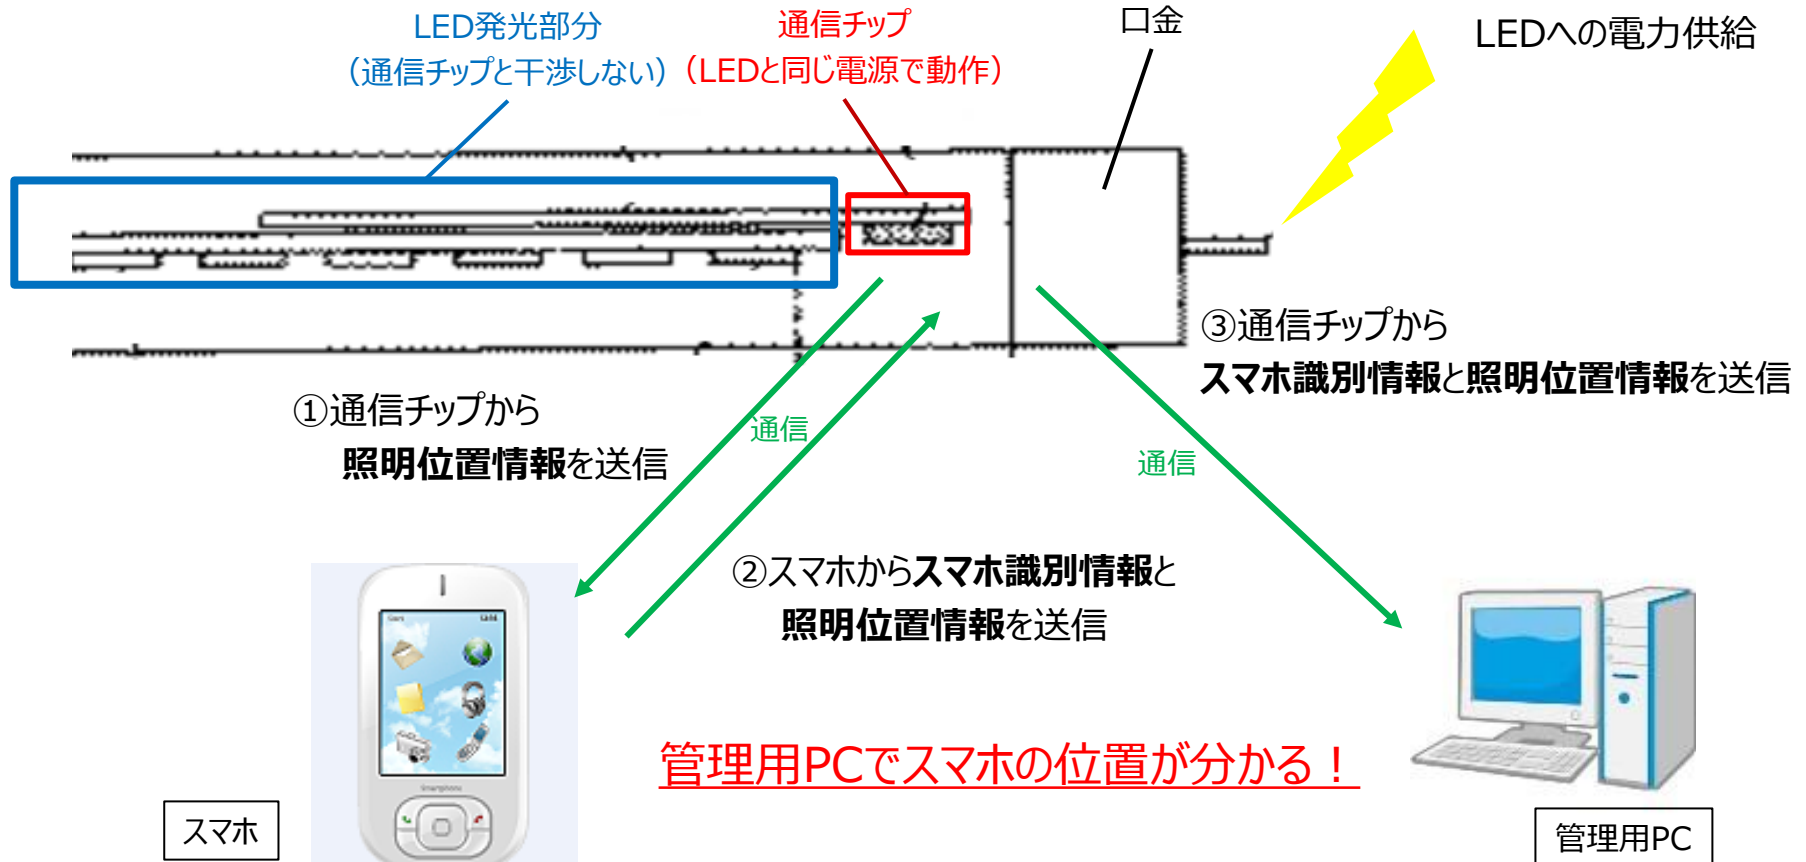 LED発光部分
（通信チップと干渉しない）
通信チップ
（LEDと同じ電源で動作）
口金
LEDへの電力供給
③通信チップから
スマホ識別情報と照明位置情報を送信
①通信チップから
照明位置情報を送信
通信
通信
②スマホからスマホ識別情報と
照明位置情報を送信
管理用PCでスマホの位置が分かる！
スマホ
管理用PC